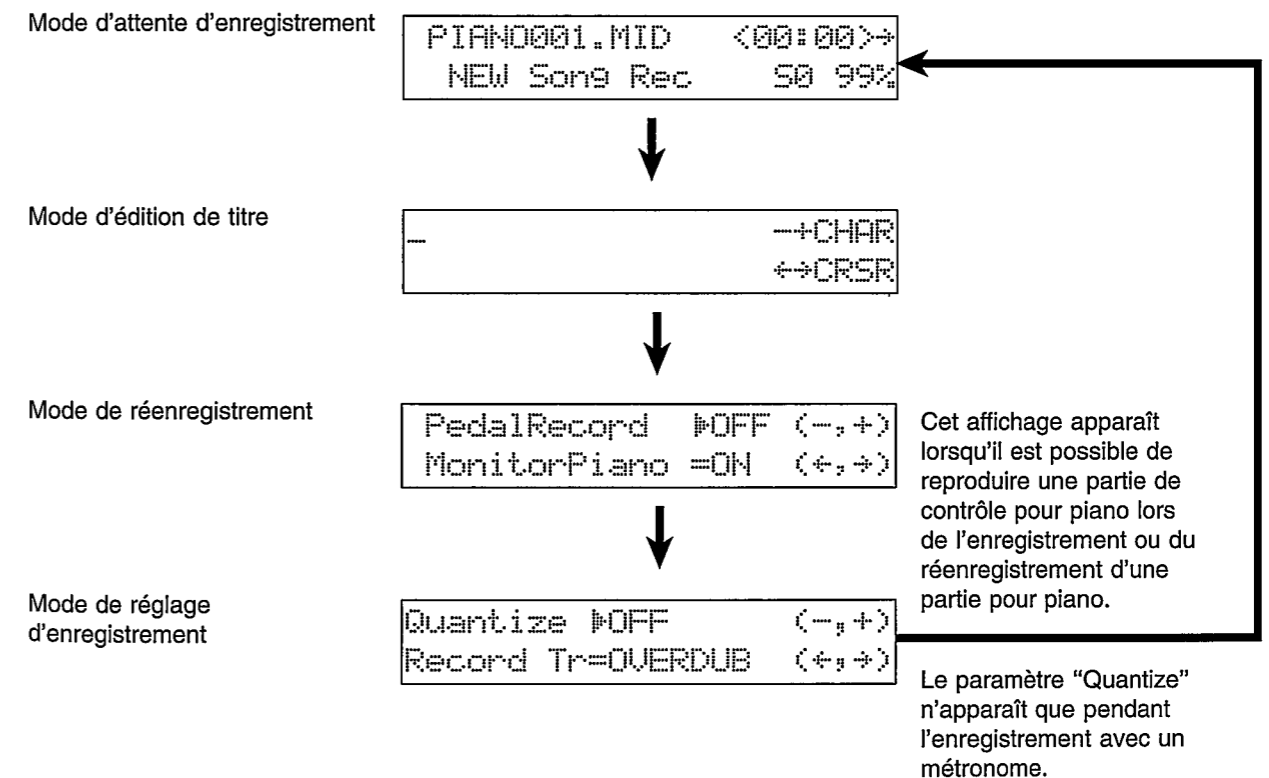 Mode d'attente d'enregistrement
PIANO001.MID <00:00>→
NEW Song Rec S0 99%
Mode d'édition de titre
_ −+CHAR
←→CRSR
Mode de réenregistrement
PedalRecord ▶OFF (−,+)
MonitorPiano =ON (←,→)
Cet affichage apparaît
lorsqu'il est possible de
reproduire une partie de
contrôle pour piano lors
de l'enregistrement ou du
réenregistrement d'une
partie pour piano.
Mode de réglage
d'enregistrement
Quantize ▶OFF (−,+)
Record Tr=OVERDUB (←,→)
Le paramètre “Quantize”
n'apparaît que pendant
l'enregistrement avec un
métronome.